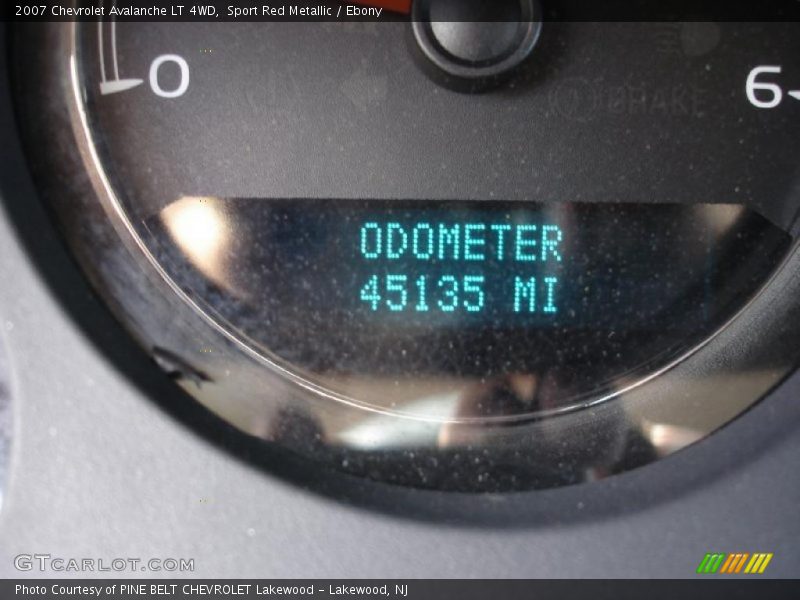 2007 Chevrolet Avalanche LT 4WD, Sport Red Metallic / Ebony
0
6
BRAKE
ODOMETER
45135 MI
GTCARLOT.COM
Photo Courtesy of PINE BELT CHEVROLET Lakewood - Lakewood, NJ